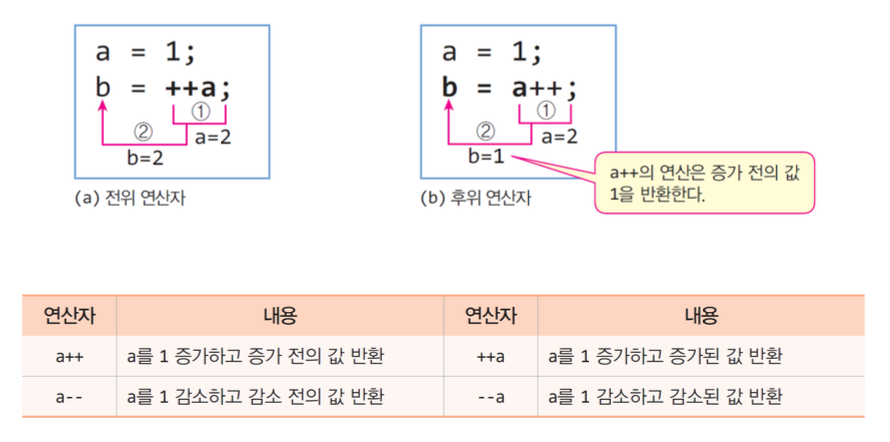 a = 1;
b = ++a;
①
② a=2
b=2
(a) 전위 연산자
a = 1;
b = a++;
①
② a=2
b=1
a++의 연산은 증가 전의 값
1을 반환한다.
(b) 후위 연산자
연산자 내용 연산자 내용
a++ a를 1 증가하고 증가 전의 값 반환 ++a a를 1 증가하고 증가된 값 반환
a-- a를 1 감소하고 감소 전의 값 반환 --a a를 1 감소하고 감소된 값 반환